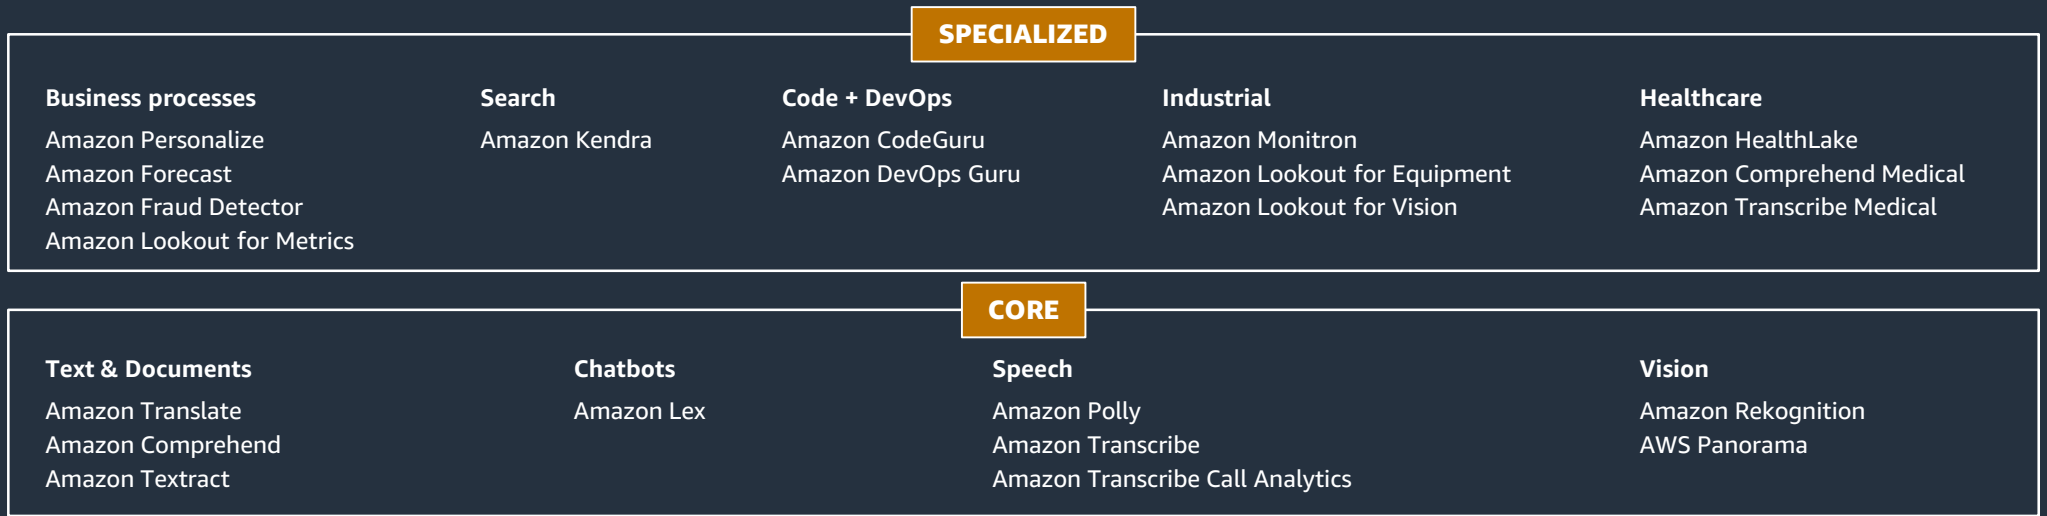 SPECIALIZED
Business processes
Amazon Personalize
Amazon Forecast
Amazon Fraud Detector
Amazon Lookout for Metrics
Search
Amazon Kendra
Code + DevOps
Amazon CodeGuru
Amazon DevOps Guru
Industrial
Amazon Monitron
Amazon Lookout for Equipment
Amazon Lookout for Vision
Healthcare
Amazon HealthLake
Amazon Comprehend Medical
Amazon Transcribe Medical
CORE
Text & Documents
Amazon Translate
Amazon Comprehend
Amazon Textract
Chatbots
Amazon Lex
Speech
Amazon Polly
Amazon Transcribe
Amazon Transcribe Call Analytics
Vision
Amazon Rekognition
AWS Panorama